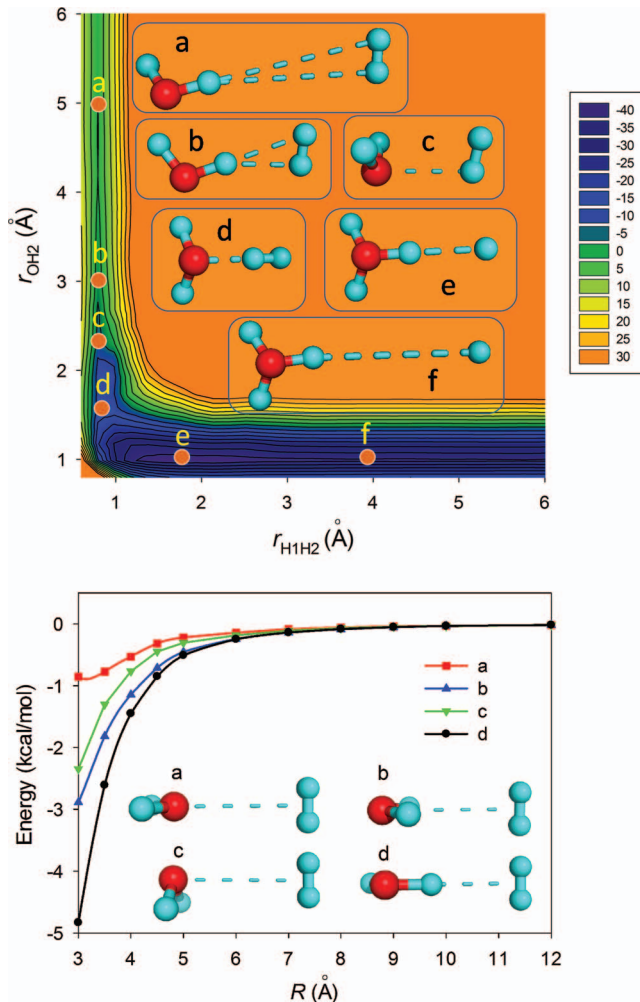 a
b
c
d
e
f
a
b
c
d
e
f
6
5
4
3
2
1
r OH2 (Å)
1 2 3 4 5 6
r H1H2 (Å)
-40
-35
-30
-25
-20
-15
-10
-5
0
5
10
15
20
25
30
0
-1
-2
-3
-4
-5
Energy (kcal/mol)
a
b
c
d
a b
c d
3 4 5 6 7 8 9 10 11 12
R (Å)